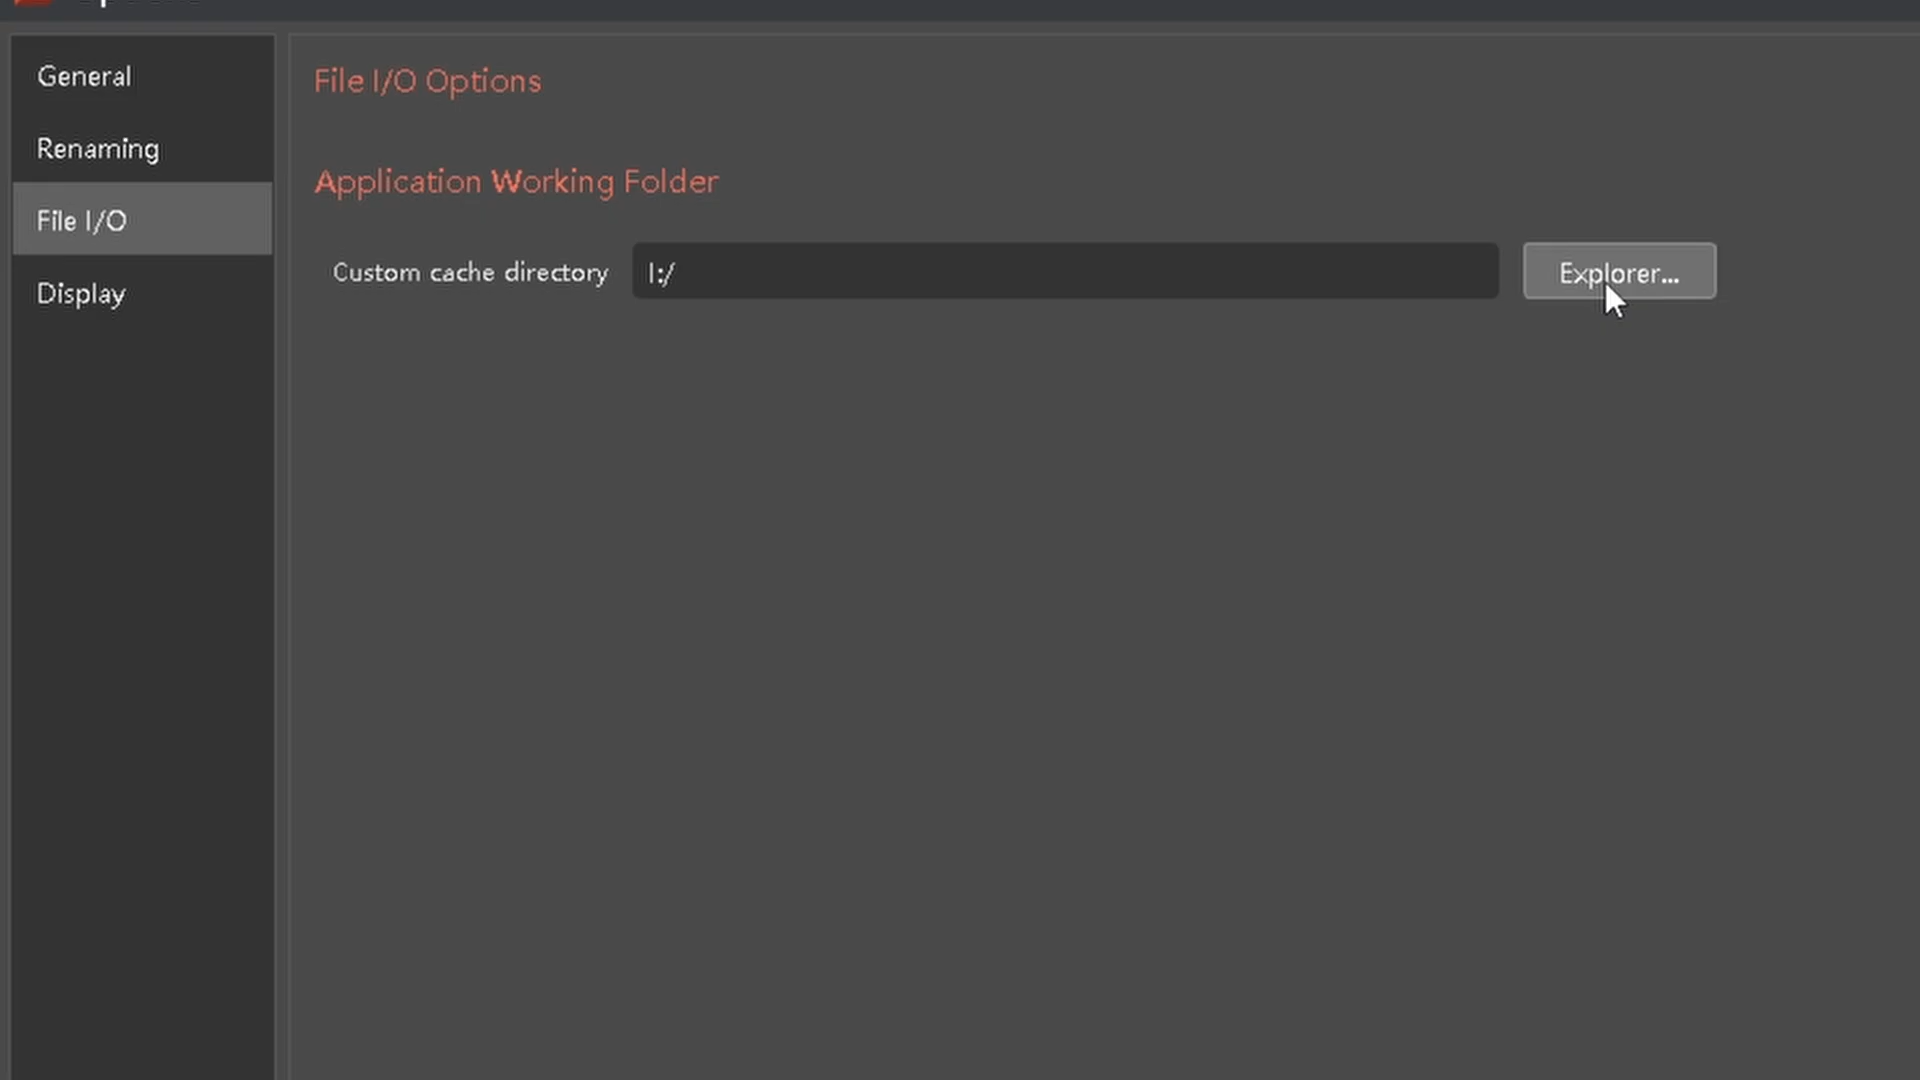 General
Renaming
File I/O
Display
File I/O Options
Application Working Folder
Custom cache directory I:/ Explorer...